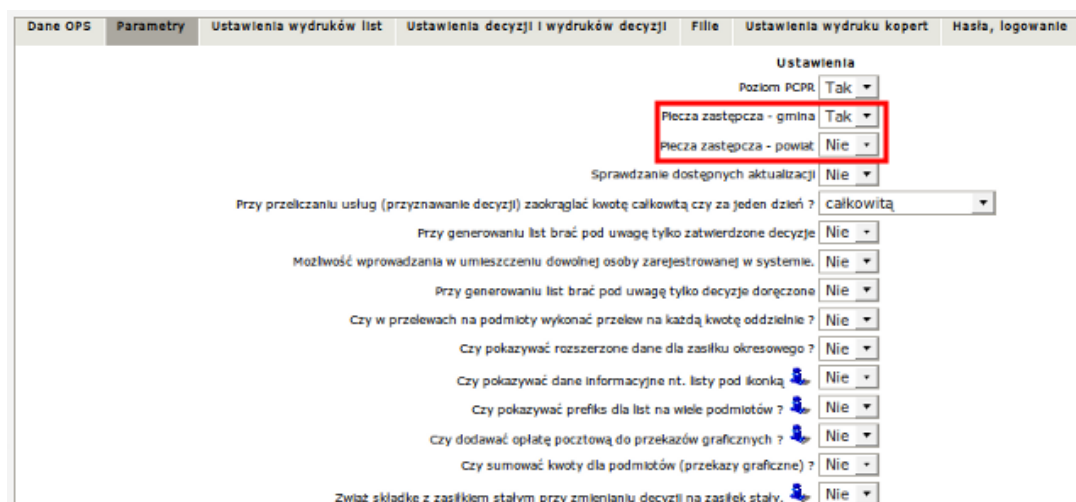 Dane OPS Parametry Ustawienia wydruków list Ustawienia decyzji i wydruków decyzji Filie Ustawienia wydruku kopert Hasła, logowanie
Ustawienia
Poziom PCPR Tak
Piecza zastępcza - gmina Tak
Piecza zastępcza - powiat Nie
Sprawdzanie dostępnych aktualizacji Nie
Przy przeliczaniu usług (przyznawanie decyzji) zaokrąglać kwotę całkowitą czy za jeden dzień ? całkowitą
Przy generowaniu list brać pod uwagę tylko zatwierdzone decyzje Nie
Możliwość wprowadzania w umieszczeniu dowolnej osoby zarejestrowanej w systemie. Nie
Przy generowaniu list brać pod uwagę tylko decyzje doręczone Nie
Czy w przelewach na podmioty wykonać przelew na każdą kwotę oddzielnie ? Nie
Czy pokazywać rozszerzone dane dla zasiłku okresowego ? Nie
Czy pokazywać dane informacyjne nt. listy pod ikonką Nie
Czy pokazywać prefiks dla list na wiele podmiotów ? Nie
Czy dodawać opłatę pocztową do przekazów graficznych ? Nie
Czy sumować kwoty dla podmiotów (przekazy graficzne) ? Nie
Zwiąż składkę z zasiłkiem stałym przy zmienianiu decyzji na zasiłek stały. Nie